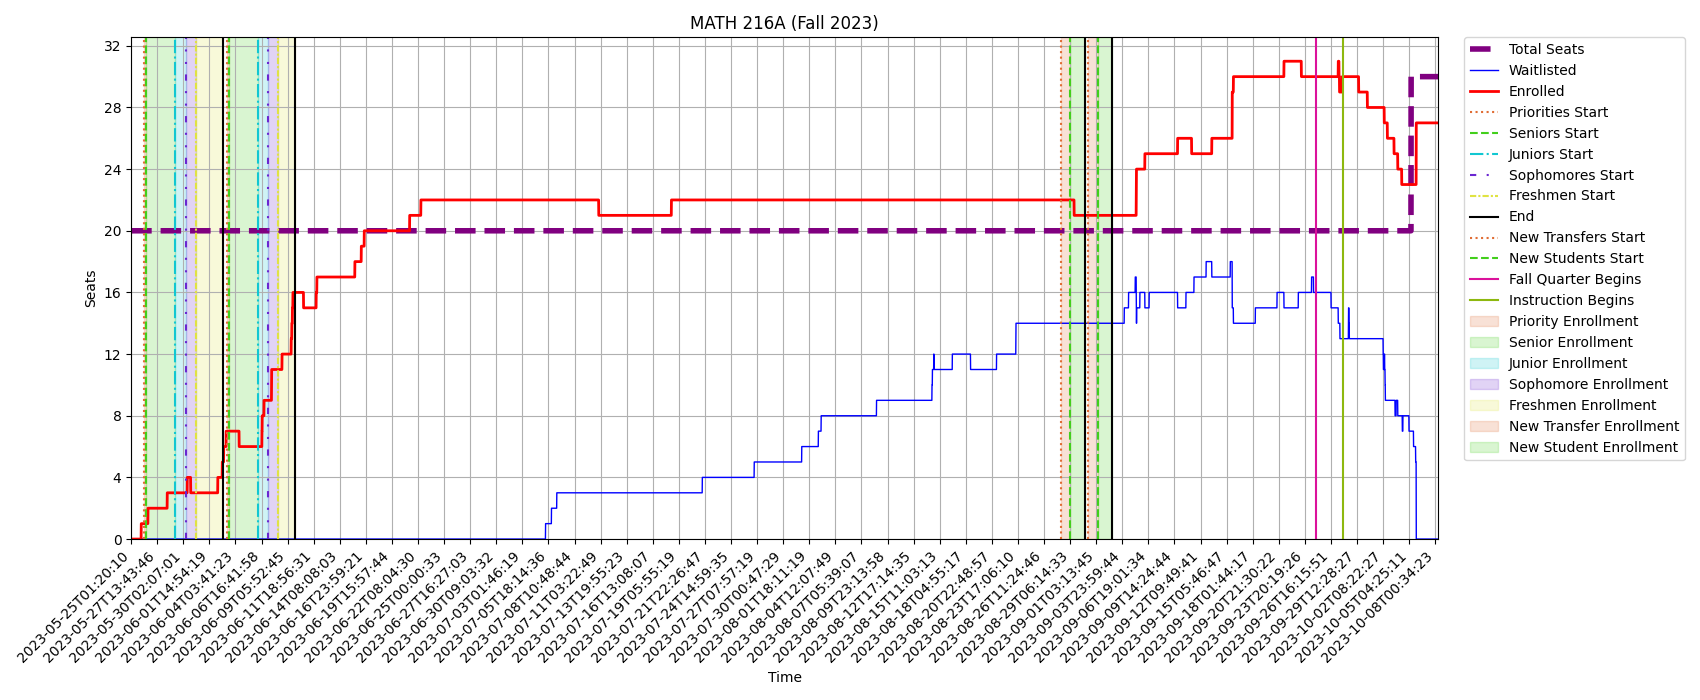 MATH 216A (Fall 2023)
Seats
32
28
24
20
16
12
8
4
0
2023-05-25T01:20:10
2023-05-27T13:43:46
2023-05-30T02:07:01
2023-06-01T14:54:19
2023-06-04T03:41:23
2023-06-06T16:41:58
2023-06-09T05:52:45
2023-06-11T18:56:31
2023-06-14T08:08:03
2023-06-16T23:59:21
2023-06-19T15:57:44
2023-06-22T08:04:30
2023-06-25T00:00:33
2023-06-27T16:27:03
2023-06-30T09:03:32
2023-07-03T01:46:19
2023-07-05T18:14:36
2023-07-08T10:48:44
2023-07-11T03:22:49
2023-07-13T19:55:23
2023-07-16T13:08:07
2023-07-19T05:55:19
2023-07-21T22:26:47
2023-07-24T14:59:35
2023-07-27T07:57:19
2023-07-30T00:47:29
2023-08-01T18:11:19
2023-08-04T12:07:49
2023-08-07T05:39:07
2023-08-09T23:13:58
2023-08-12T17:14:35
2023-08-15T11:03:13
2023-08-18T04:55:17
2023-08-20T22:48:57
2023-08-23T17:06:10
2023-08-26T11:24:46
2023-08-29T06:14:33
2023-09-01T03:13:45
2023-09-03T23:59:44
2023-09-06T19:01:34
2023-09-09T14:24:44
2023-09-12T09:49:41
2023-09-15T05:46:47
2023-09-18T01:44:17
2023-09-20T21:30:22
2023-09-23T20:19:26
2023-09-26T16:15:51
2023-09-29T12:28:27
2023-10-02T08:22:27
2023-10-05T04:25:11
2023-10-08T00:34:23
Time
Total Seats
Waitlisted
Enrolled
Priorities Start
Seniors Start
Juniors Start
Sophomores Start
Freshmen Start
End
New Transfers Start
New Students Start
Fall Quarter Begins
Instruction Begins
Priority Enrollment
Senior Enrollment
Junior Enrollment
Sophomore Enrollment
Freshmen Enrollment
New Transfer Enrollment
New Student Enrollment